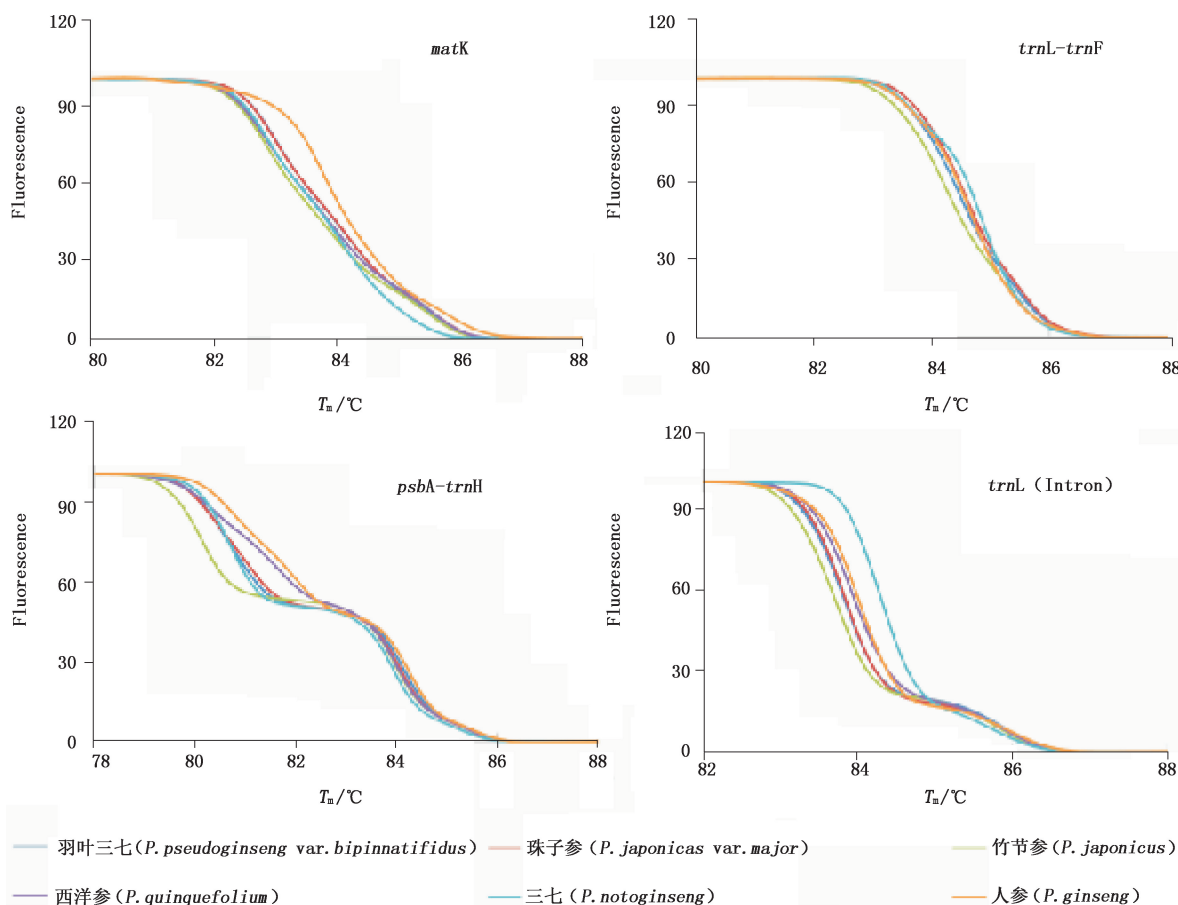 matK
120
90
60
30
0
Fluorescence
80
82
84
86
88
Tm/℃
trnL-trnF
120
90
60
30
0
Fluorescence
80
82
84
86
88
Tm/℃
psbA-trnH
120
90
60
30
0
Fluorescence
78
80
82
84
86
88
Tm/℃
trnL (Intron)
120
90
60
30
0
Fluorescence
82
84
86
88
Tm/℃
羽叶三七(P.pseudoginseng var.bipinnatifidus)
珠子参(P.japonicas var.major)
竹节参(P.japonicus)
西洋参(P.quinquefolium)
三七(P.notoginseng)
人参(P.ginseng)